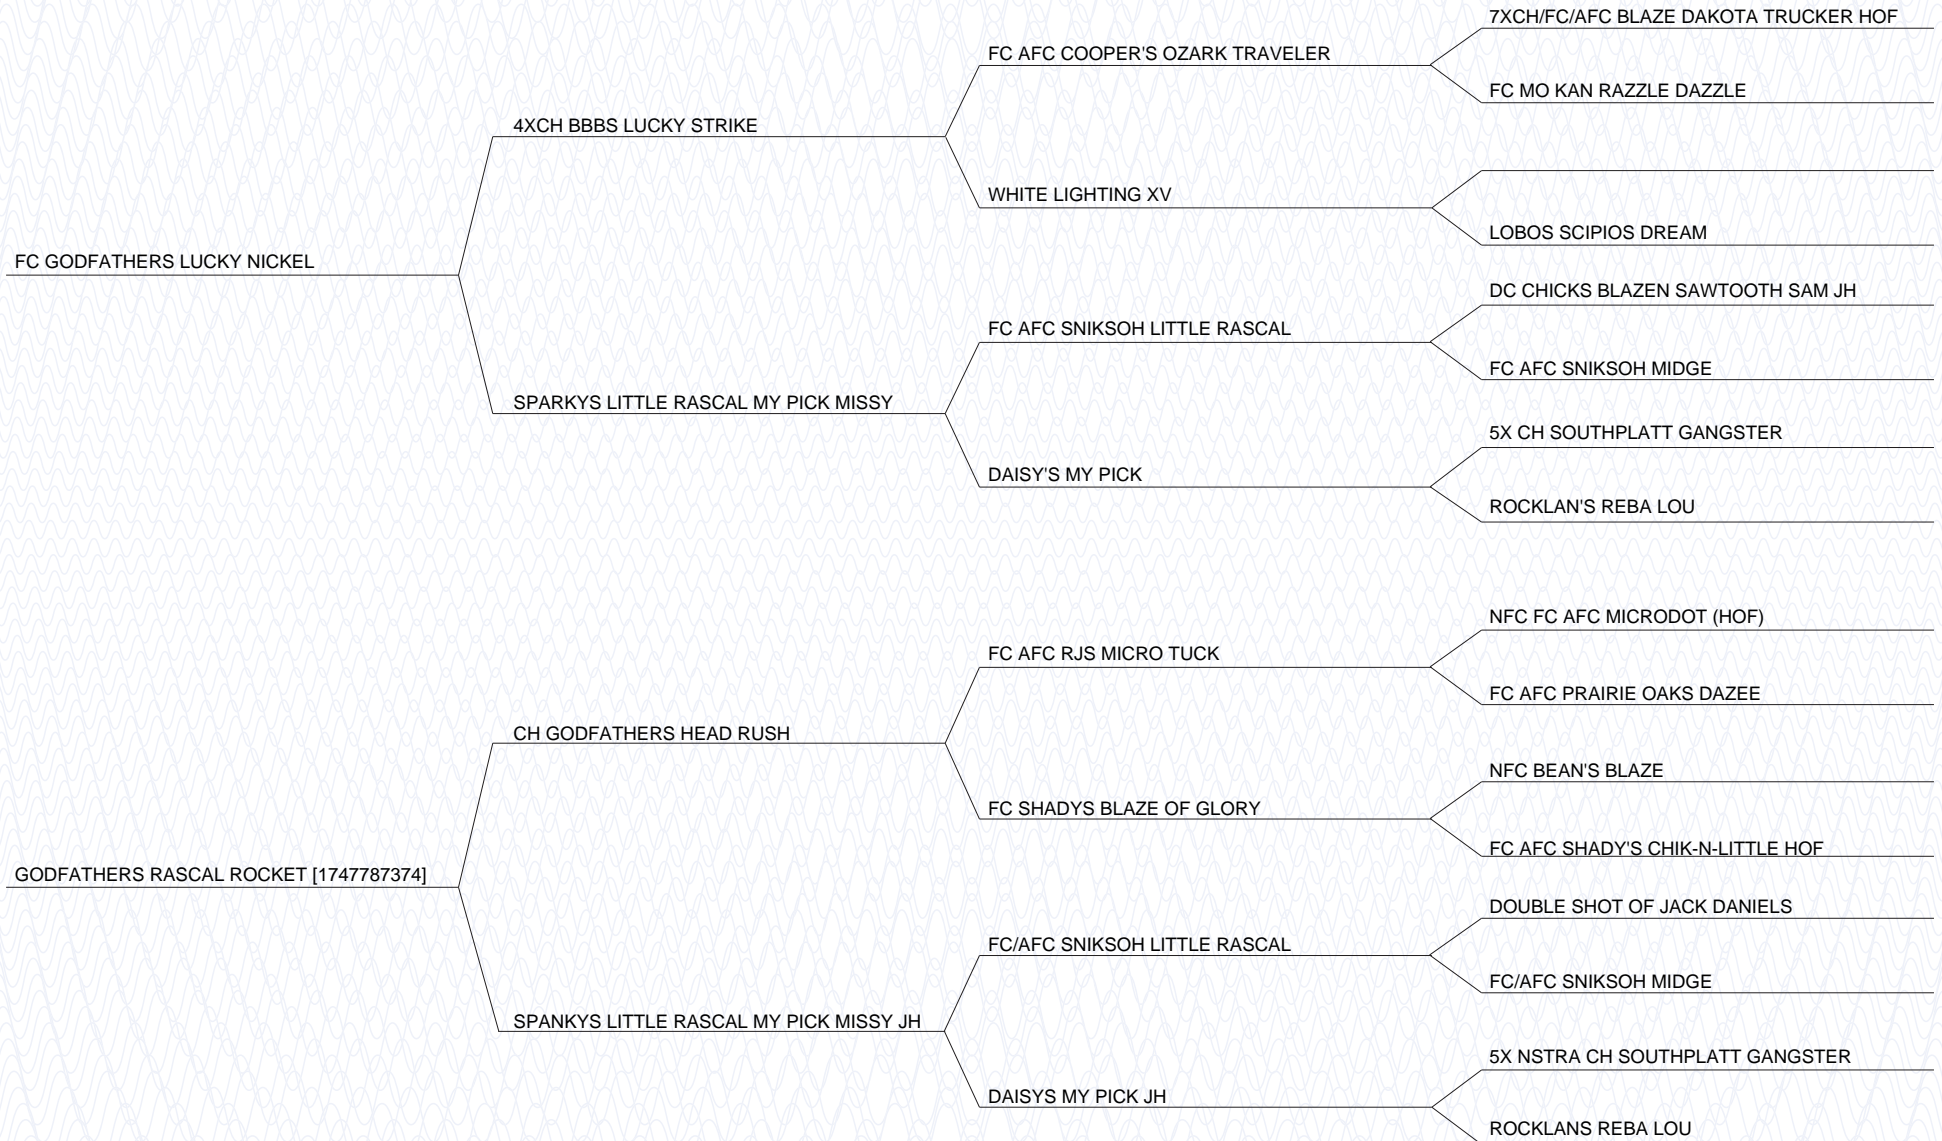 7XCH/FC/AFC BLAZE DAKOTA TRUCKER HOF
FC AFC COOPER'S OZARK TRAVELER
FC MO KAN RAZZLE DAZZLE
4XCH BBBS LUCKY STRIKE
WHITE LIGHTING XV
LOBOS SCIPIOS DREAM
FC GODFATHERS LUCKY NICKEL
DC CHICKS BLAZEN SAWTOOTH SAM JH
FC AFC SNIKSOH LITTLE RASCAL
FC AFC SNIKSOH MIDGE
SPARKYS LITTLE RASCAL MY PICK MISSY
5X CH SOUTHPLATT GANGSTER
DAISY'S MY PICK
ROCKLAN'S REBA LOU
NFC FC AFC MICRODOT (HOF)
FC AFC RJS MICRO TUCK
FC AFC PRAIRIE OAKS DAZEE
CH GODFATHERS HEAD RUSH
NFC BEAN'S BLAZE
FC SHADYS BLAZE OF GLORY
FC AFC SHADY'S CHIK-N-LITTLE HOF
GODFATHERS RASCAL ROCKET [1747787374]
DOUBLE SHOT OF JACK DANIELS
FC/AFC SNIKSOH LITTLE RASCAL
FC/AFC SNIKSOH MIDGE
SPANKYS LITTLE RASCAL MY PICK MISSY JH
5X NSTRA CH SOUTHPLATT GANGSTER
DAISYS MY PICK JH
ROCKLANS REBA LOU